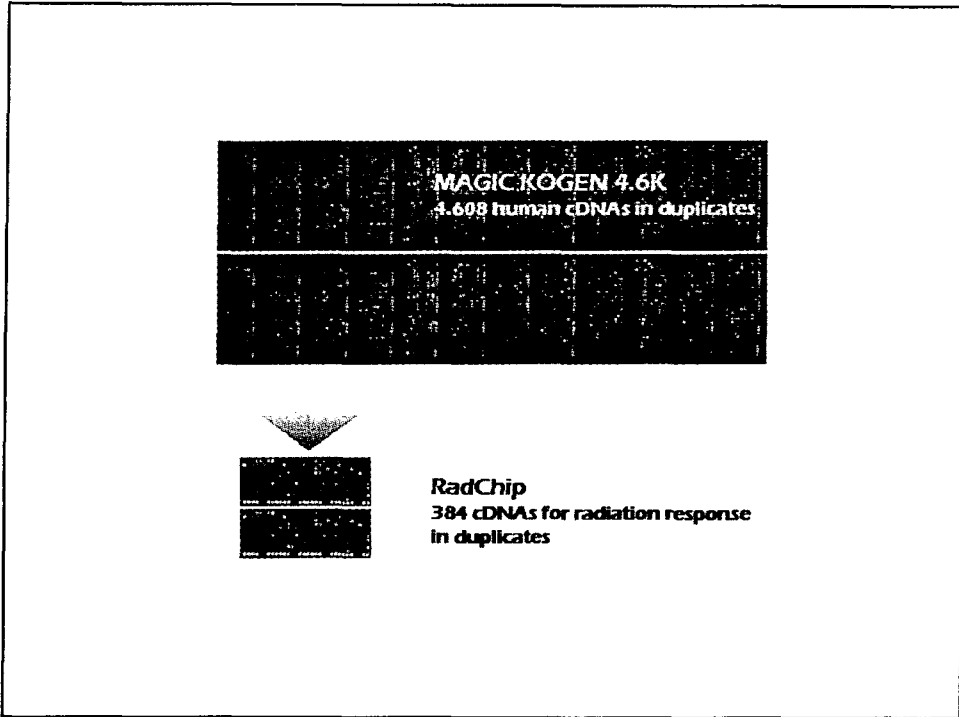 MAGIC KOGEN 4.6K
4.608 human cDNAs in duplicates
RadChip
384 cDNAs for radiation response
in duplicates